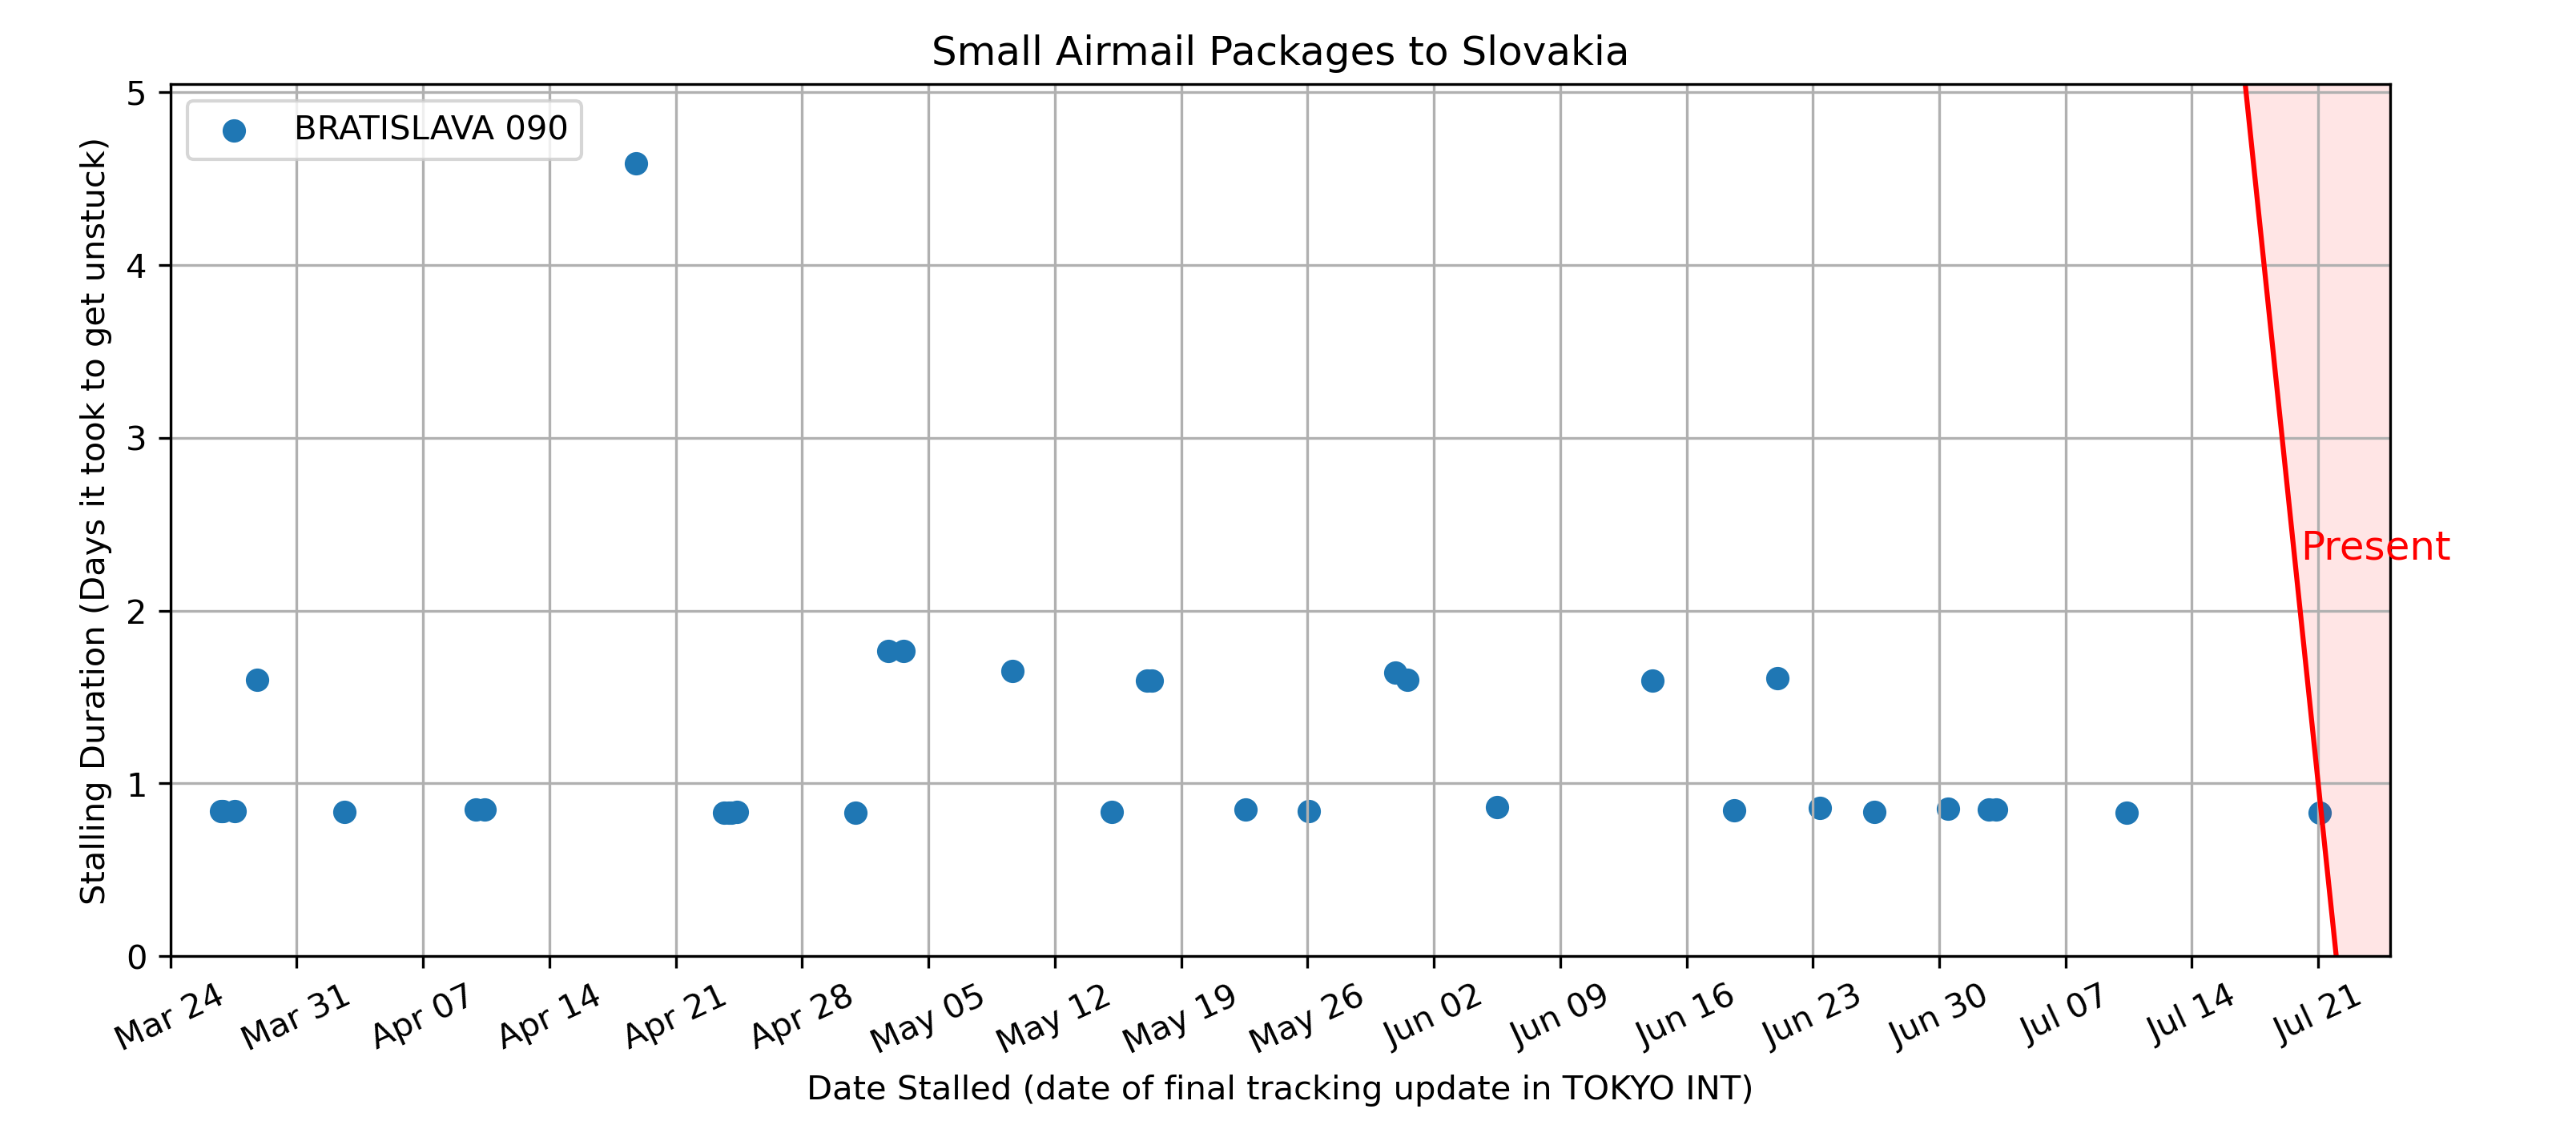 Small Airmail Packages to Slovakia
BRATISLAVA 090
Stalling Duration (Days it took to get unstuck)
5
4
3
2
1
0
Present
Mar 24
Mar 31
Apr 07
Apr 14
Apr 21
Apr 28
May 05
May 12
May 19
May 26
Jun 02
Jun 09
Jun 16
Jun 23
Jun 30
Jul 07
Jul 14
Jul 21
Date Stalled (date of final tracking update in TOKYO INT)